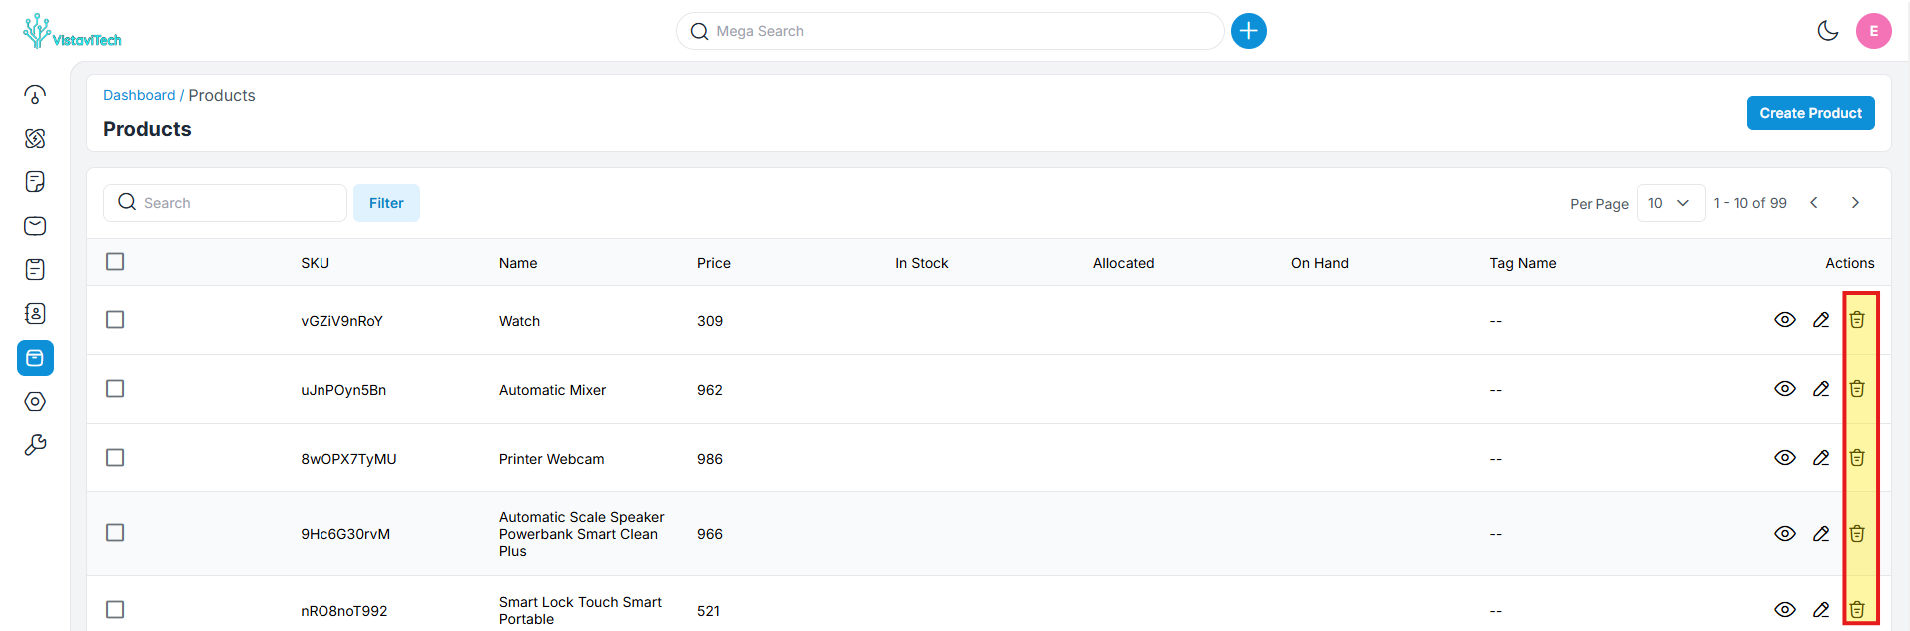 VistaviTech
Mega Search
E
Dashboard / Products
Products
Create Product
Search
Filter
Per Page
10
1 - 10 of 99
SKU Name Price In Stock Allocated On Hand Tag Name Actions
vGZiV9nRoY Watch 309 --
uJnPOyn5Bn Automatic Mixer 962 --
8wOPX7TyMU Printer Webcam 986 --
Automatic Scale Speaker
9Hc6G30rvM Powerbank Smart Clean 966 --
Plus
Smart Lock Touch Smart
nRO8noT992 521 --
Portable